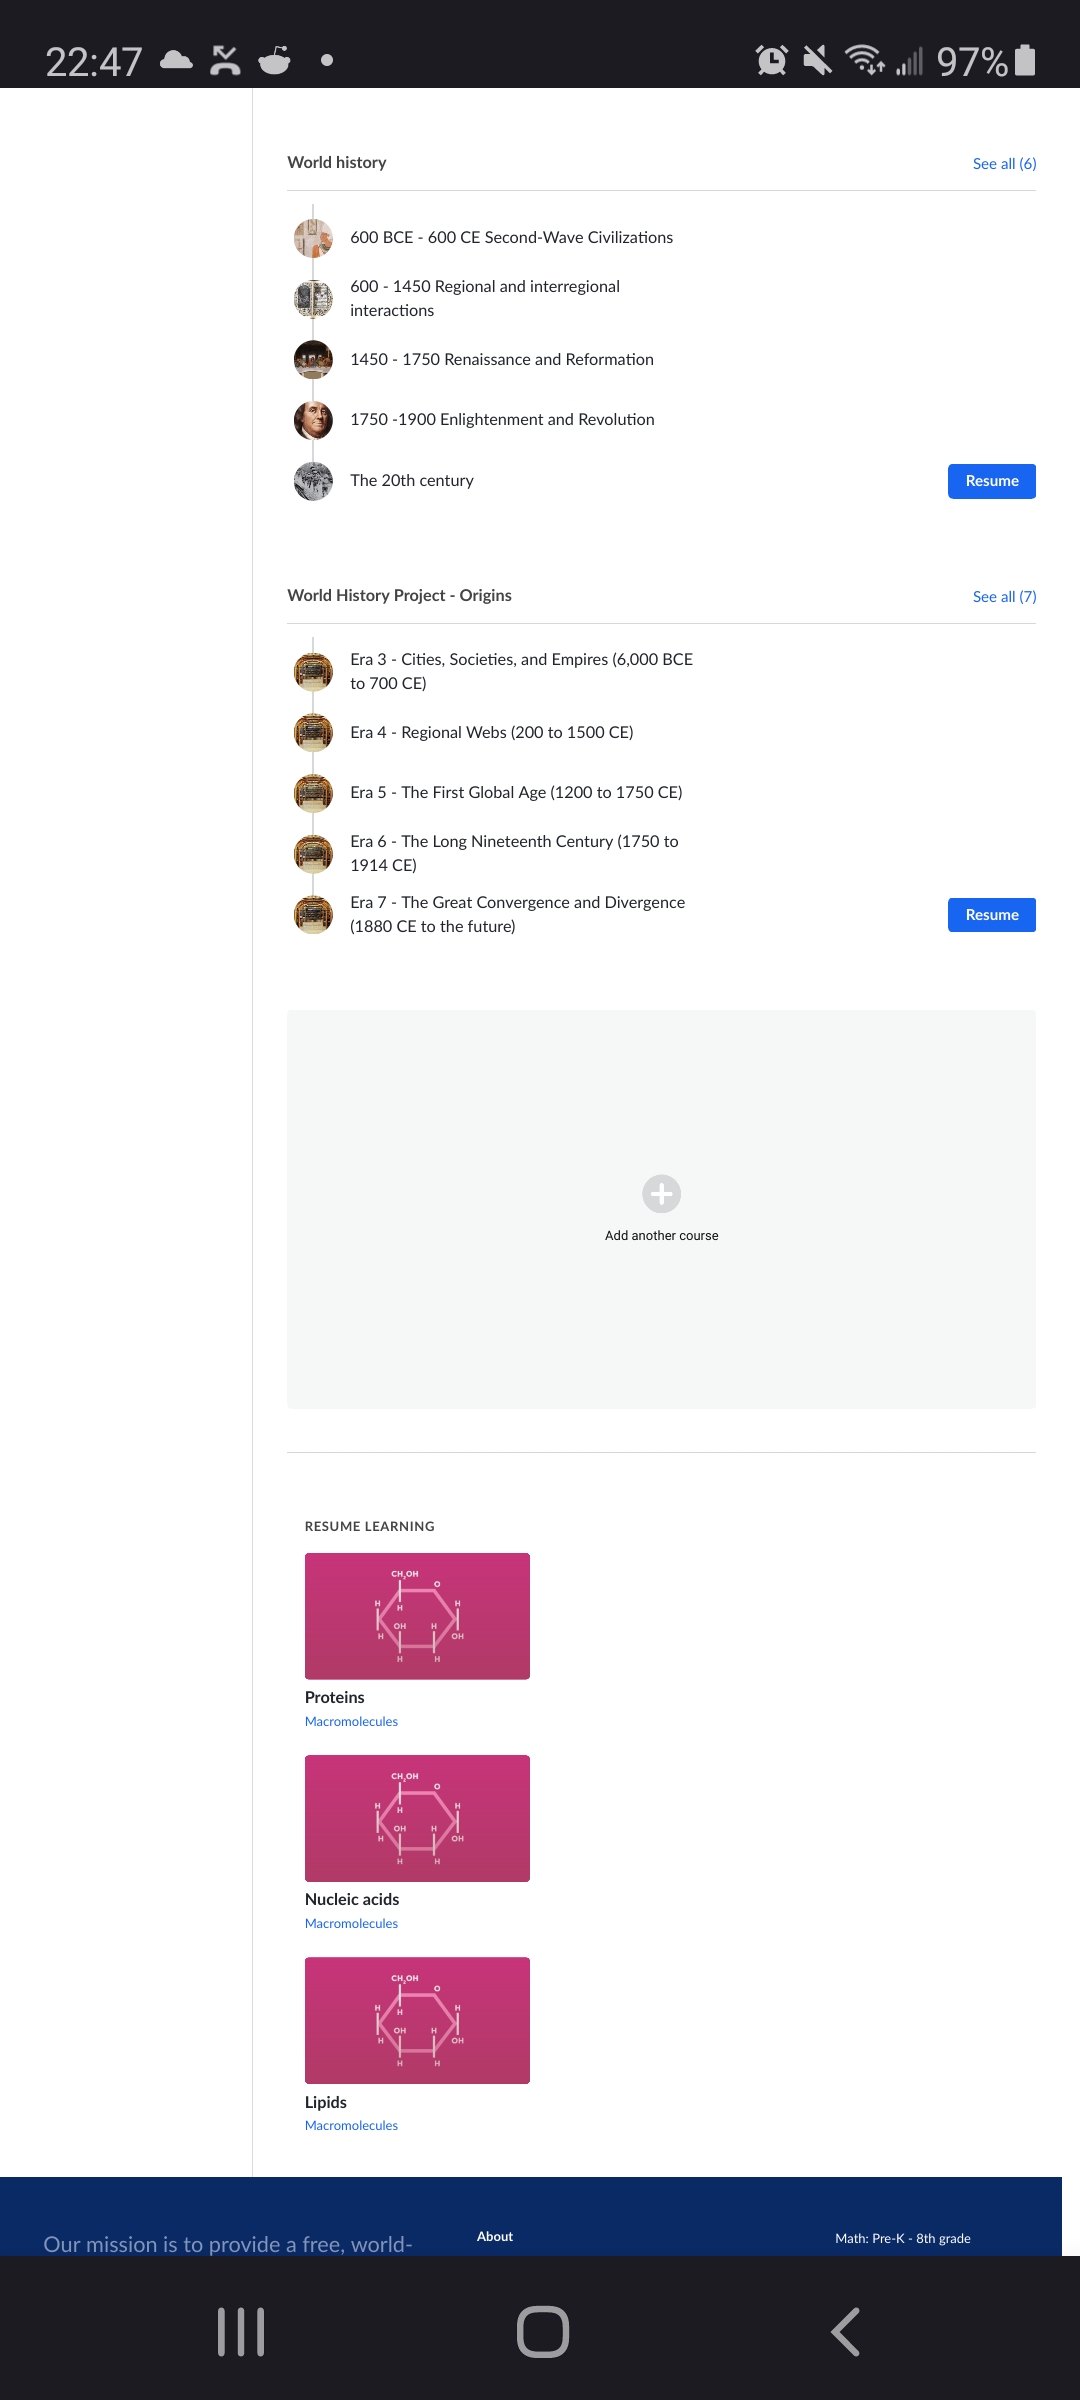 22:47
97%
World history
See all (6)
600 BCE - 600 CE Second-Wave Civilizations
600 - 1450 Regional and interregional
interactions
1450 - 1750 Renaissance and Reformation
1750 -1900 Enlightenment and Revolution
The 20th century
Resume
World History Project - Origins
See all (7)
Era 3 - Cities, Societies, and Empires (6,000 BCE
to 700 CE)
Era 4 - Regional Webs (200 to 1500 CE)
Era 5 - The First Global Age (1200 to 1750 CE)
Era 6 - The Long Nineteenth Century (1750 to
1914 CE)
Era 7 - The Great Convergence and Divergence
(1880 CE to the future)
Resume
Add another course
RESUME LEARNING
CH₂OH
O
H
H
H
OH
H
H
OH
H
H
Proteins
Macromolecules
CH₂OH
O
H
H
H
OH
H
H
OH
H
H
Nucleic acids
Macromolecules
CH₂OH
O
H
H
H
OH
H
H
OH
H
H
Lipids
Macromolecules
Our mission is to provide a free, world-
About
Math: Pre-K - 8th grade